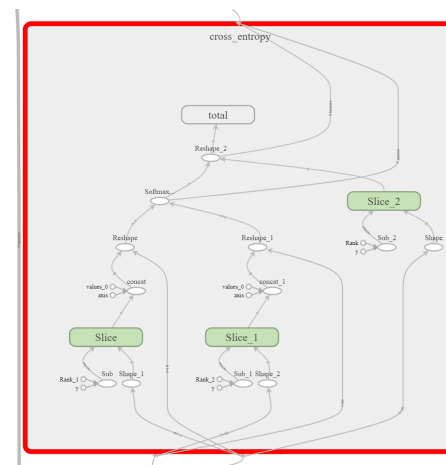 cross_entropy
total
Reshape_2
Softmax...
Slice_2
Rank
Sub_2
Shape
y
Reshape
Reshape_1
values_0
concat
axis
values_0
concat_1
axis
Slice
Slice_1
Rank_1
Sub
Shape_1
y
Rank_2
Sub_1
Shape_2
y